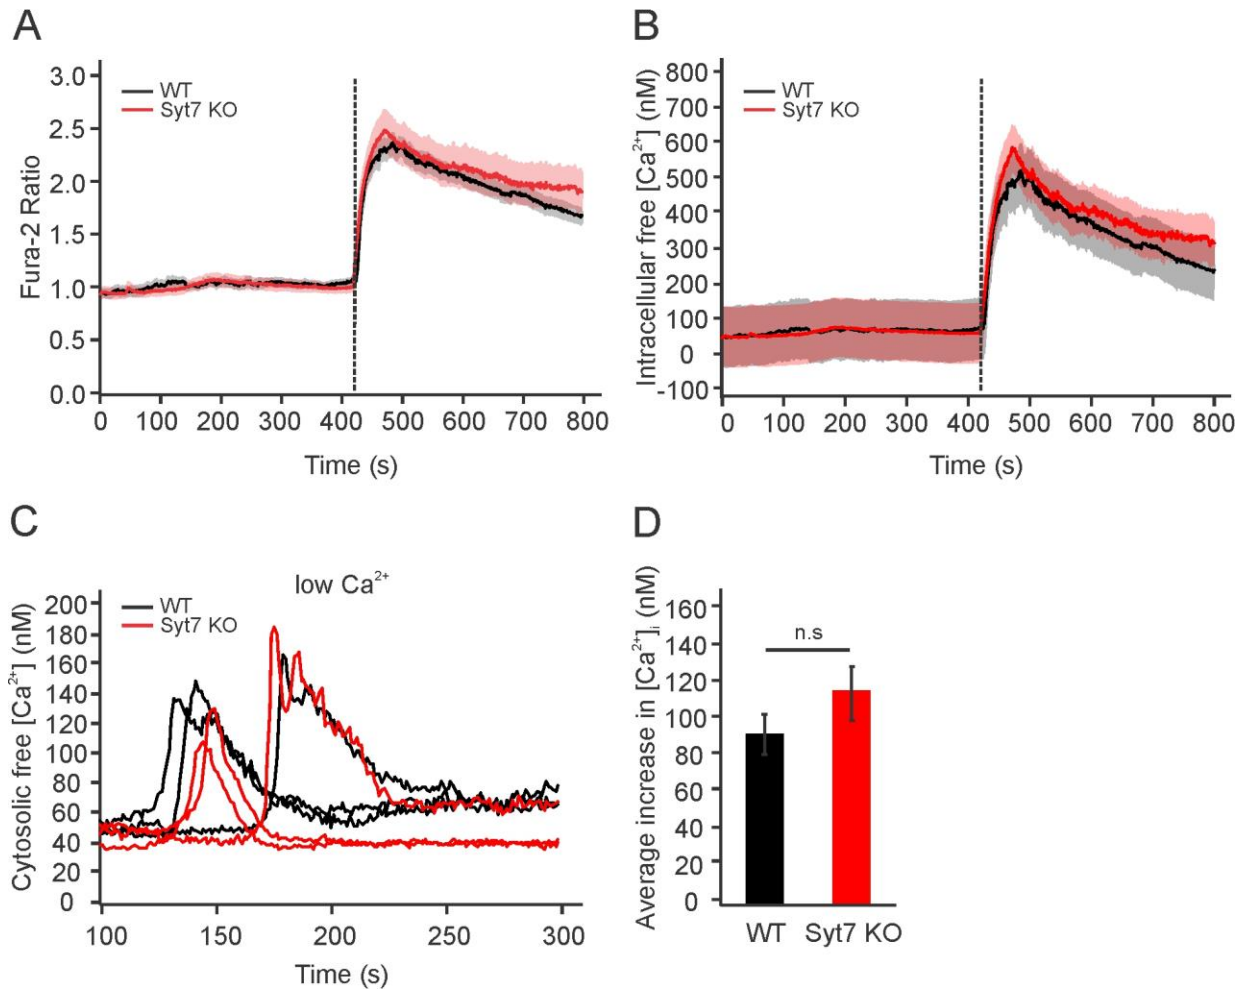 A
Fura-2 Ratio
3.0
2.5
2.0
1.5
1.0
0.5
0.0
WT
Syt7 KO
0 100 200 300 400 500 600 700 800
Time (s)
B
Intracellular free [Ca²⁺] (nM)
800
700
600
500
400
300
200
100
0
-100
WT
Syt7 KO
0 100 200 300 400 500 600 700 800
Time (s)
C
low Ca²⁺
Cytosolic free [Ca²⁺] (nM)
200
180
160
140
120
100
80
60
40
20
0
WT
Syt7 KO
100 150 200 250 300
Time (s)
D
Average increase in [Ca²⁺]ᵢ (nM)
160
140
120
100
80
60
40
20
0
n.s
WT Syt7 KO